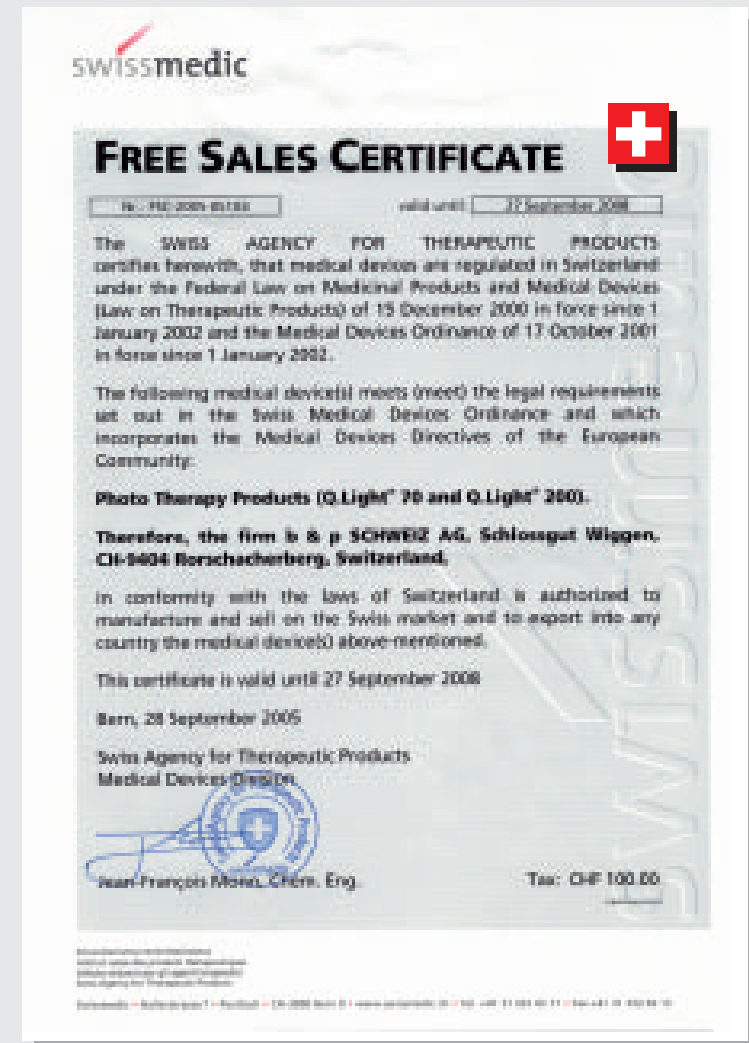 swissmedic
FREE SALES CERTIFICATE
valid until: 27 September 2008
The SWISS AGENCY FOR THERAPEUTIC PRODUCTS
certifies herewith, that medical devices are regulated in Switzerland
under the Federal Law on Medicinal Products and Medical Devices
(Law on Therapeutic Products) of 15 December 2000 in force since 1
January 2002 and the Medical Devices Ordinance of 17 October 2001
in force since 1 January 2002.
The following medical device(s) meets (meet) the legal requirements
set out in the Swiss Medical Devices Ordinance and which
incorporates the Medical Devices Directives of the European
Community:
Photo Therapy Products (Q.Light® 70 and Q.Light® 200).
Therefore, the firm b & p SCHWEIZ AG, Schlossgut Wiggen,
CH-9404 Rorschacherberg, Switzerland,
in conformity with the laws of Switzerland is authorized to
manufacture and sell on the Swiss market and to export into any
country the medical device(s) above-mentioned.
This certificate is valid until 27 September 2008
Bern, 28 September 2005
Swiss Agency for Therapeutic Products
Medical Devices Division
Jean-François Monn, Chem. Eng.
Tax: CHF 100.00
swissmedic
Swiss Agency for Therapeutic Products